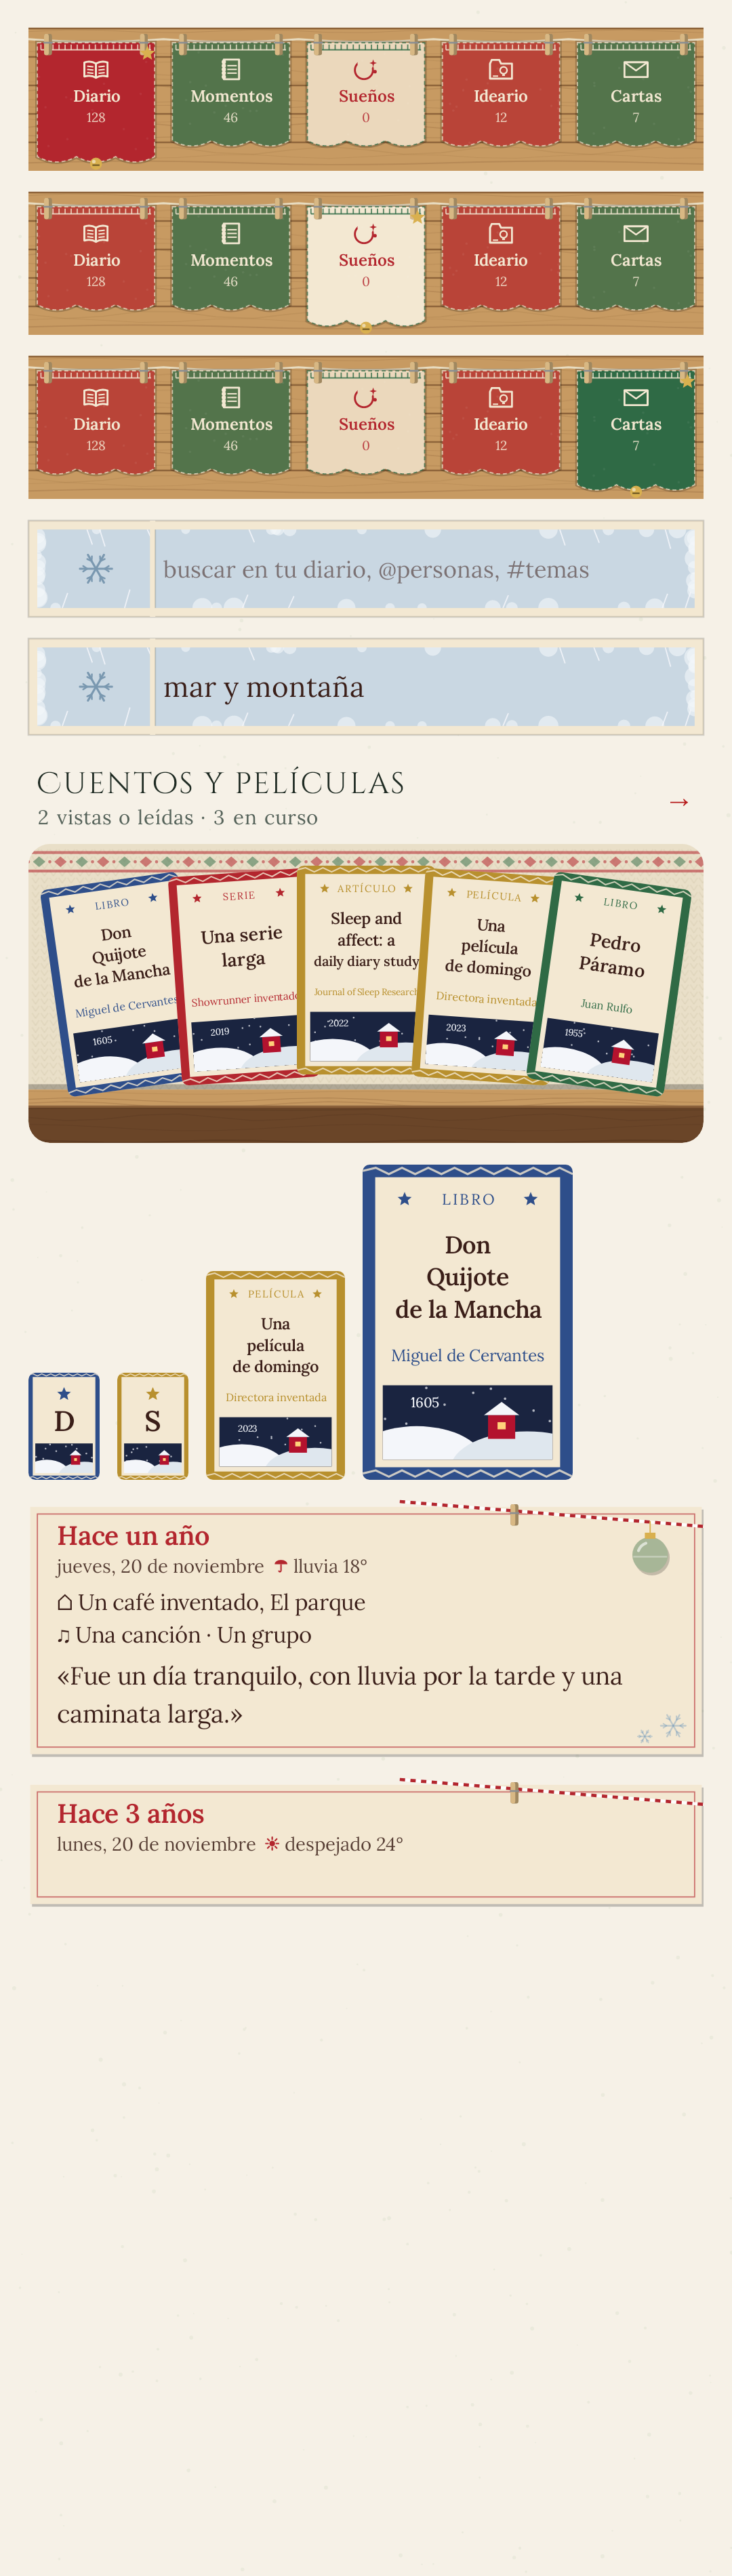 Diario
128
Momentos
46
Sueños
0
Ideario
12
Cartas
7
Diario
128
Momentos
46
Sueños
0
Ideario
12
Cartas
7
Diario
128
Momentos
46
Sueños
0
Ideario
12
Cartas
7
buscar en tu diario, @personas, #temas
mar y montaña
CUENTOS Y PELÍCULAS
→
2 vistas o leídas · 3 en curso
LIBRO
Don
Quijote
de la Mancha
Miguel de Cervantes
1605
SERIE
Una serie
larga
Showrunner inventado
2019
ARTÍCULO
Sleep and
affect: a
daily diary study
Journal of Sleep Research
2022
PELÍCULA
Una
película
de domingo
Directora inventada
2023
LIBRO
Pedro
Páramo
Juan Rulfo
1955
D
S
PELÍCULA
Una
película
de domingo
Directora inventada
2023
LIBRO
Don
Quijote
de la Mancha
Miguel de Cervantes
1605
Hace un año
jueves, 20 de noviembre ☂ lluvia 18°
⌂ Un café inventado, El parque
♫ Una canción · Un grupo
«Fue un día tranquilo, con lluvia por la tarde y una
caminata larga.»
Hace 3 años
lunes, 20 de noviembre ☀ despejado 24°